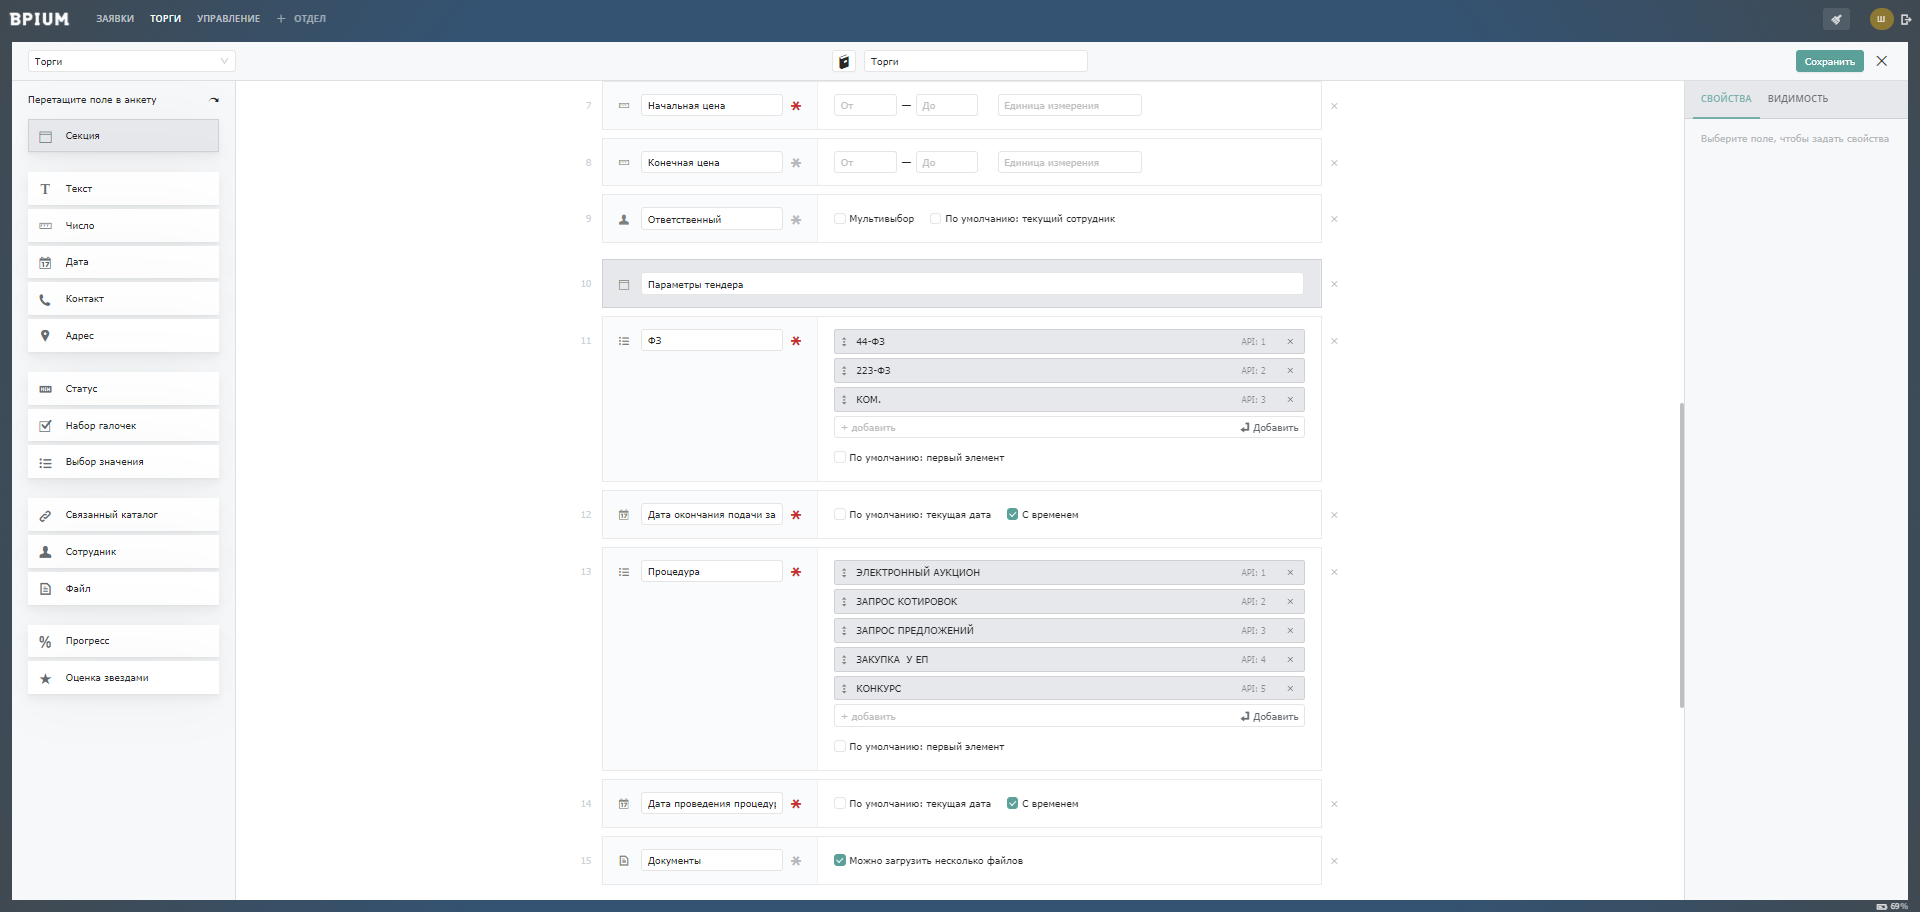 BPIUM ЗАЯВКИ ТОРГИ УПРАВЛЕНИЕ + ОТДЕЛ Ш
Торги Торги Сохранить
Перетащите поле в анкету
Секция
Текст
Число
Дата
Контакт
Адрес
Статус
Набор галочек
Выбор значения
Связанный каталог
Сотрудник
Файл
Прогресс
Оценка звездами
7 Начальная цена * От — До Единица измерения
8 Конечная цена * От — До Единица измерения
9 Ответственный * Мультивыбор По умолчанию: текущий сотрудник
10 Параметры тендера
11 ФЗ * 44-ФЗ API: 1
223-ФЗ API: 2
КОМ. API: 3
+ добавить Добавить
По умолчанию: первый элемент
12 Дата окончания подачи за * По умолчанию: текущая дата С временем
13 Процедура * ЭЛЕКТРОННЫЙ АУКЦИОН API: 1
ЗАПРОС КОТИРОВОК API: 2
ЗАПРОС ПРЕДЛОЖЕНИЙ API: 3
ЗАКУПКА У ЕП API: 4
КОНКУРС API: 5
+ добавить Добавить
По умолчанию: первый элемент
14 Дата проведения процедур * По умолчанию: текущая дата С временем
15 Документы * Можно загрузить несколько файлов
СВОЙСТВА ВИДИМОСТЬ
Выберите поле, чтобы задать свойства
69%